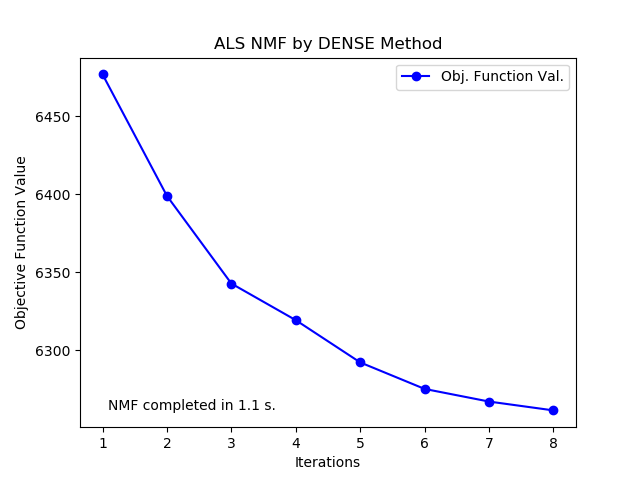 ALS NMF by DENSE Method
Obj. Function Val.
Objective Function Value
6450
6400
6350
6300
NMF completed in 1.1 s.
1 2 3 4 5 6 7 8
Iterations